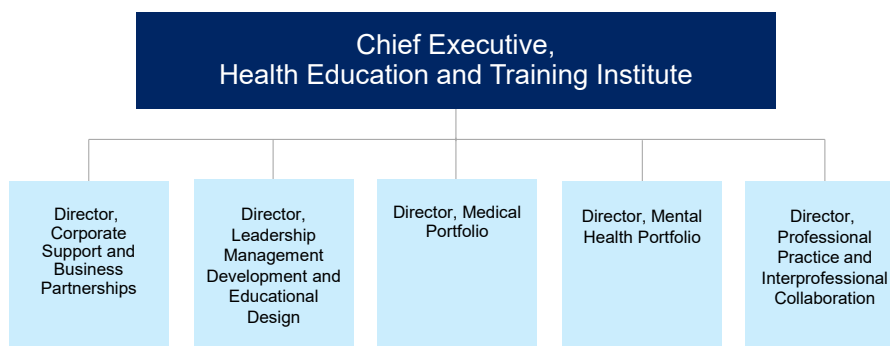 Chief Executive,
Health Education and Training Institute
Director,
Corporate
Support and
Business
Partnerships
Director,
Leadership
Management
Development and
Educational
Design
Director, Medical
Portfolio
Director, Mental
Health Portfolio
Director,
Professional
Practice and
Interprofessional
Collaboration